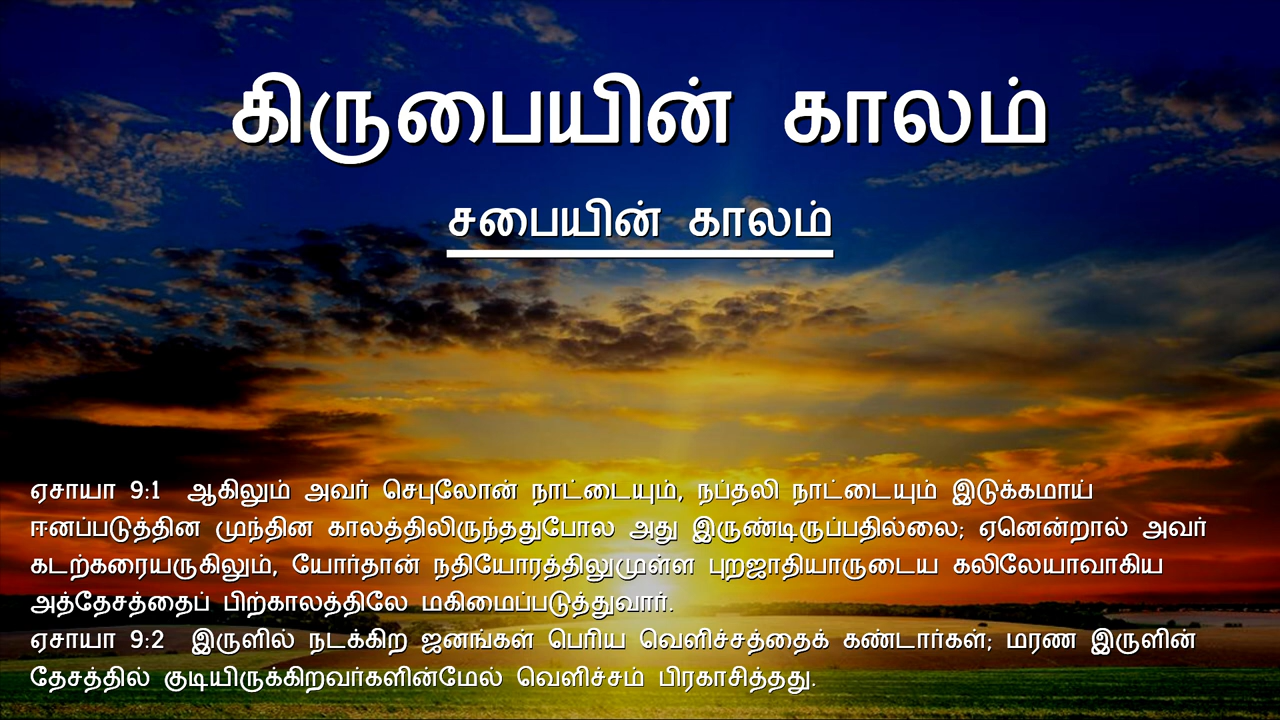 கிருபையின் காலம்
சபையின் காலம்
ஏசாயா 9:1 ஆகிலும் அவர் செபுலோன் நாட்டையும், நப்தலி நாட்டையும் இடுக்கமாய்
ஈனப்படுத்தின முந்தின காலத்திலிருந்ததுபோல அது இருண்டிருப்பதில்லை; ஏனென்றால் அவர்
கடற்கரையருகிலும், யோர்தான் நதியோரத்திலுமுள்ள புறஜாதியாருடைய கலிலேயாவாகிய
அத்தேசத்தைப் பிற்காலத்திலே மகிமைப்படுத்துவார்.
ஏசாயா 9:2 இருளில் நடக்கிற ஜனங்கள் பெரிய வெளிச்சத்தைக் கண்டார்கள்; மரண இருளின்
தேசத்தில் குடியிருக்கிறவர்களின்மேல் வெளிச்சம் பிரகாசித்தது.